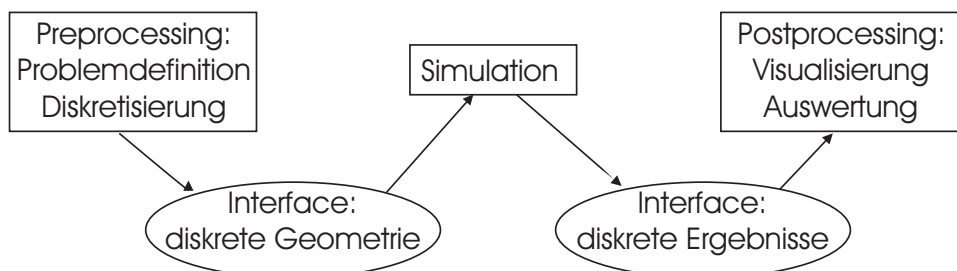 Preprocessing:
Problemdefinition
Diskretisierung
Interface:
diskrete Geometrie
Simulation
Interface:
diskrete Ergebnisse
Postprocessing:
Visualisierung
Auswertung